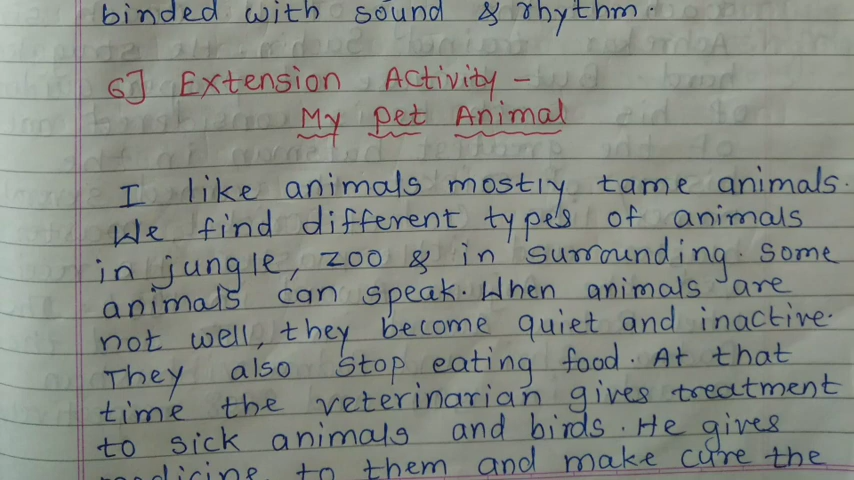 binded with sound & rhythm.
6] Extension Activity -
My Pet Animal
I like animals mostly tame animals.
We find different types of animals
in jungle, zoo & in surrounding. Some
animals can speak. When animals are
not well, they become quiet and inactive.
They also stop eating food. At that
time the veterinarian gives treatment
to sick animals and birds. He gives
medicine to them and make cure the